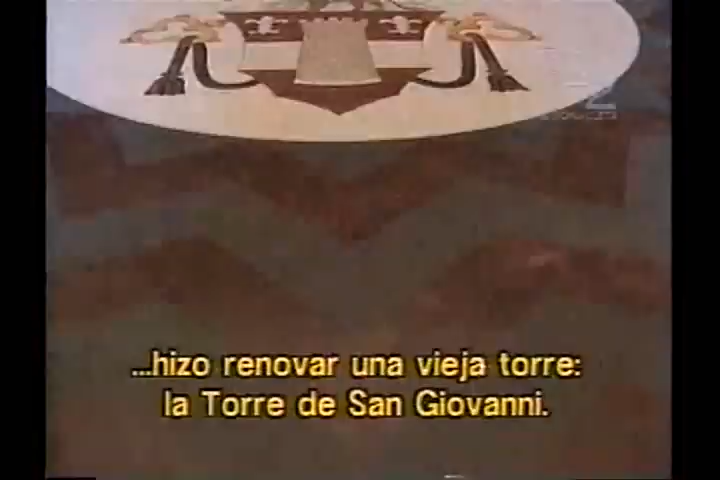 ...hizo renovar una vieja torre:
la Torre de San Giovanni.